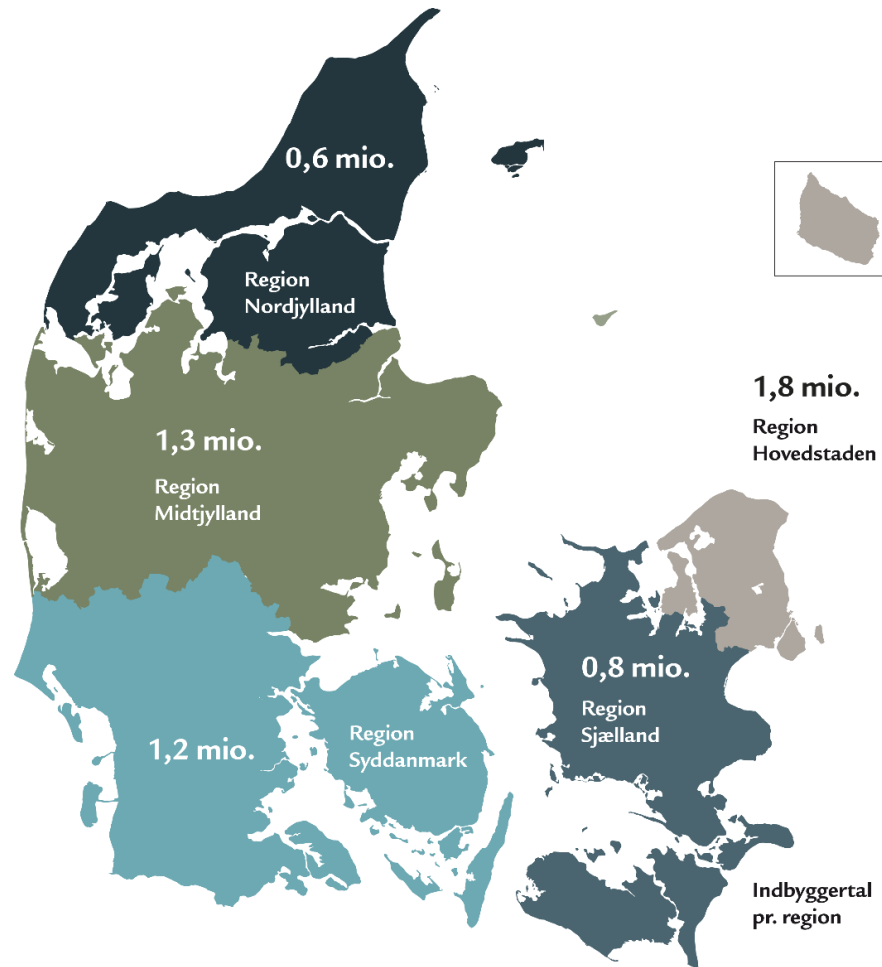 0,6 mio.
Region
Nordjylland
1,8 mio.
Region
Hovedstaden
1,3 mio.
Region
Midtjylland
0,8 mio.
Region
Sjælland
1,2 mio.
Region
Syddanmark
Indbyggertal
pr. region